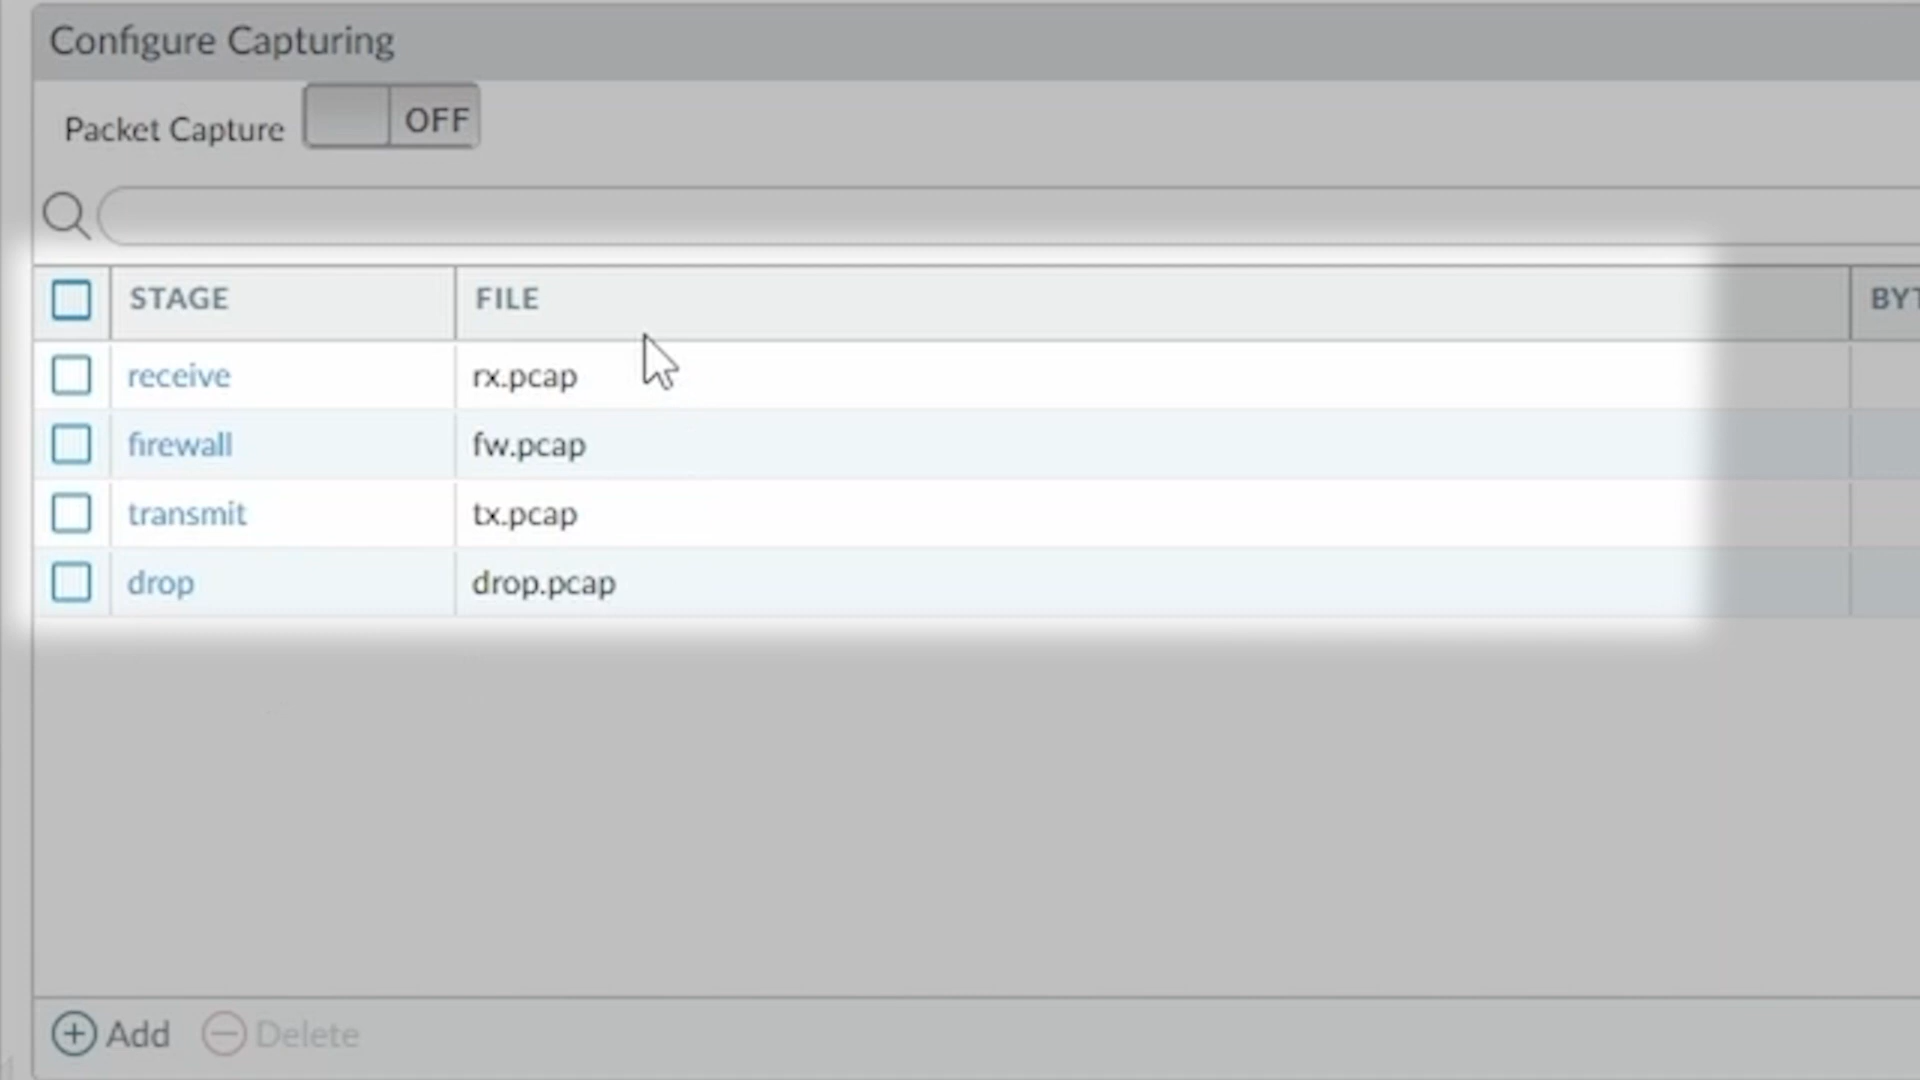 Configure Capturing
Packet Capture OFF
STAGE FILE
receive rx.pcap
firewall fw.pcap
transmit tx.pcap
drop drop.pcap
Add Delete